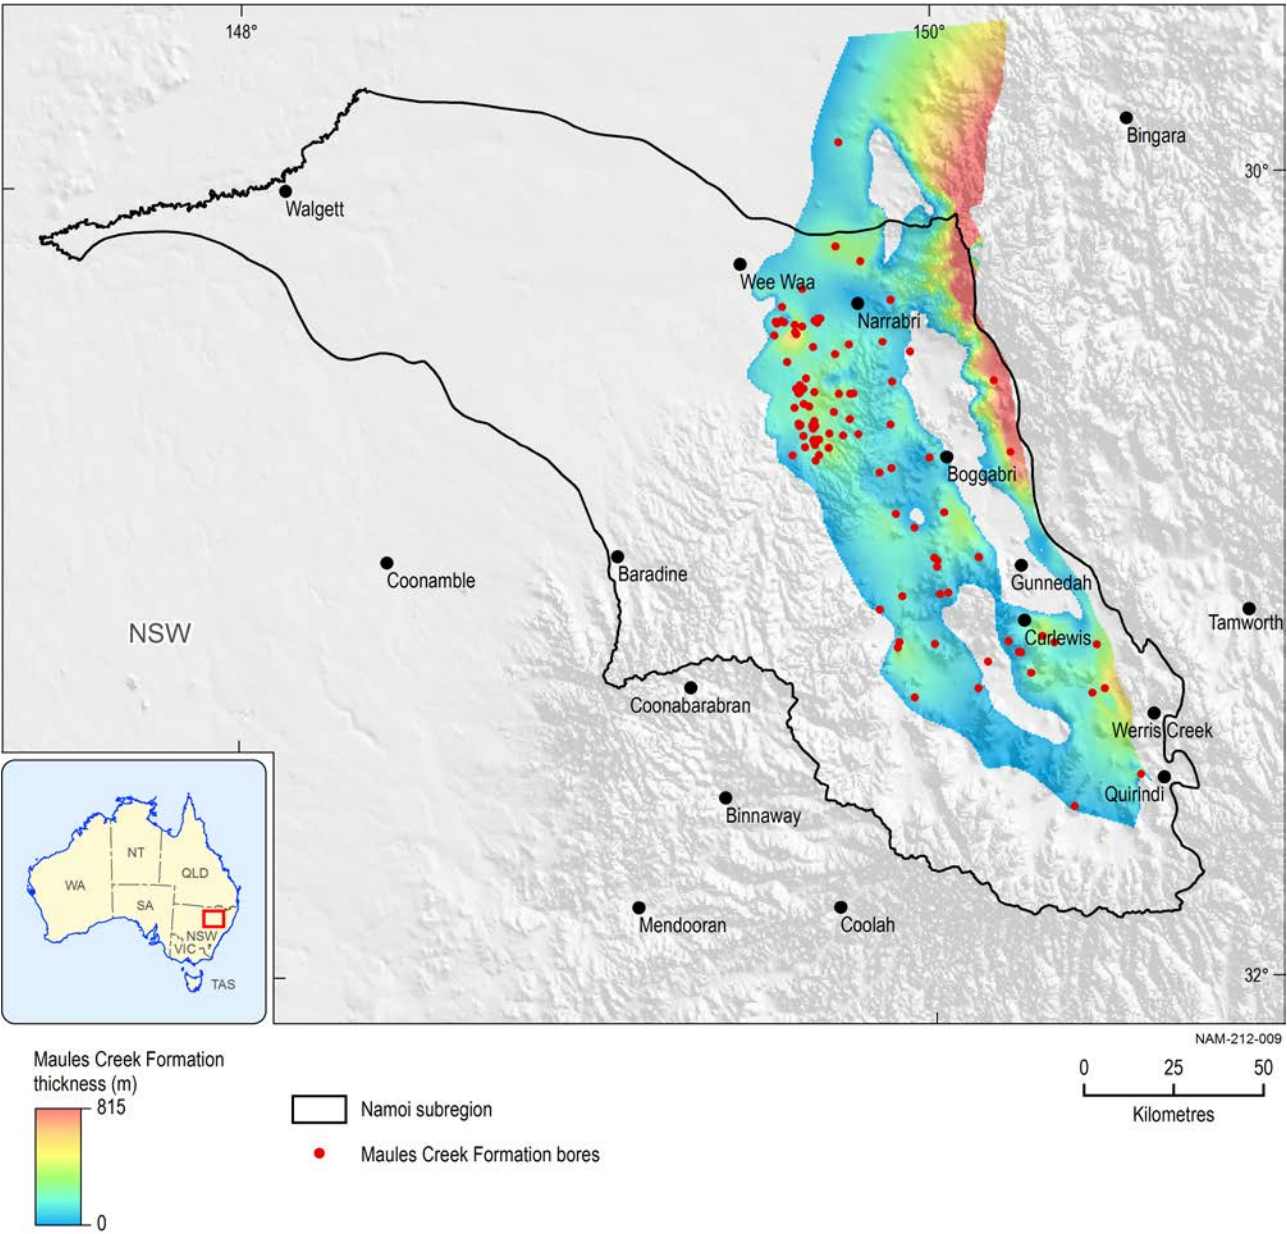 148°
150°
Bingara
30°
Walgett
Wee Waa
Narrabri
Boggabri
Coonamble
Baradine
Gunnedah
Tamworth
NSW
Curlewis
Coonabarabran
Werris Creek
Quirindi
Binnaway
Mendooran
Coolah
NT
QLD
WA
SA
NSW
VIC
TAS
32°
NAM-212-009
Maules Creek Formation
thickness (m)
815
0
Namoi subregion
Maules Creek Formation bores
0 25 50
Kilometres